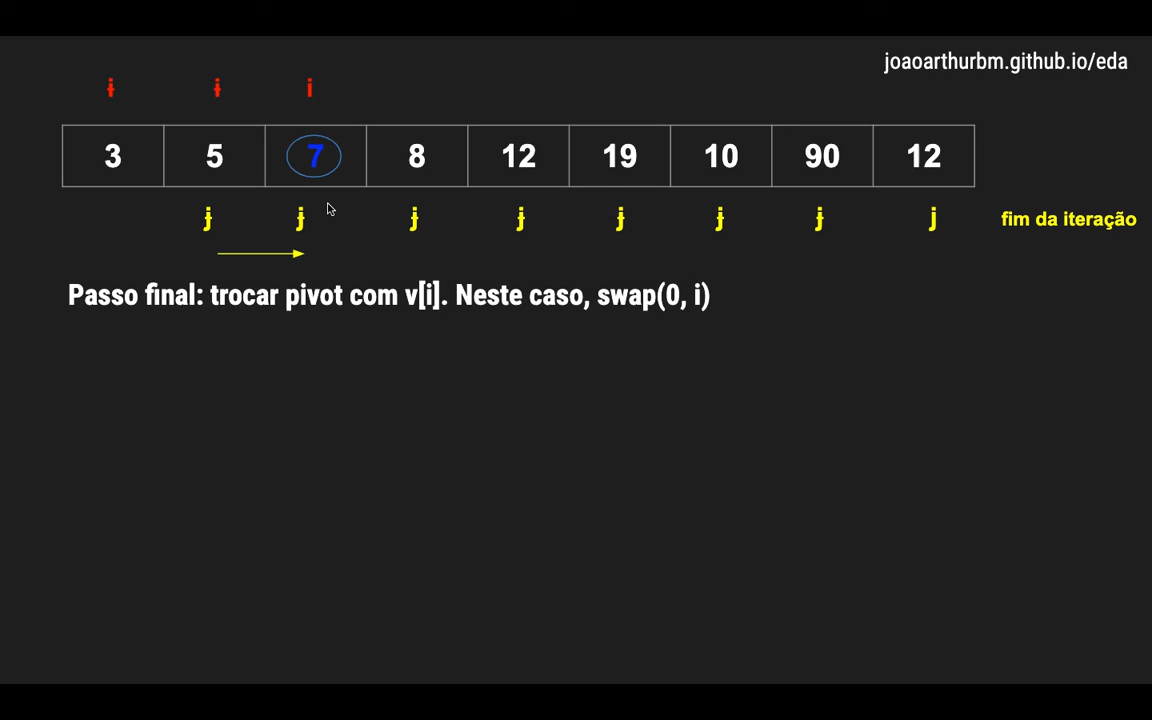 joaoarthurbm.github.io/eda
i i i
3 5 7 8 12 19 10 90 12
j j j j j j j j fim da iteração
Passo final: trocar pivot com v[i]. Neste caso, swap(0, i)